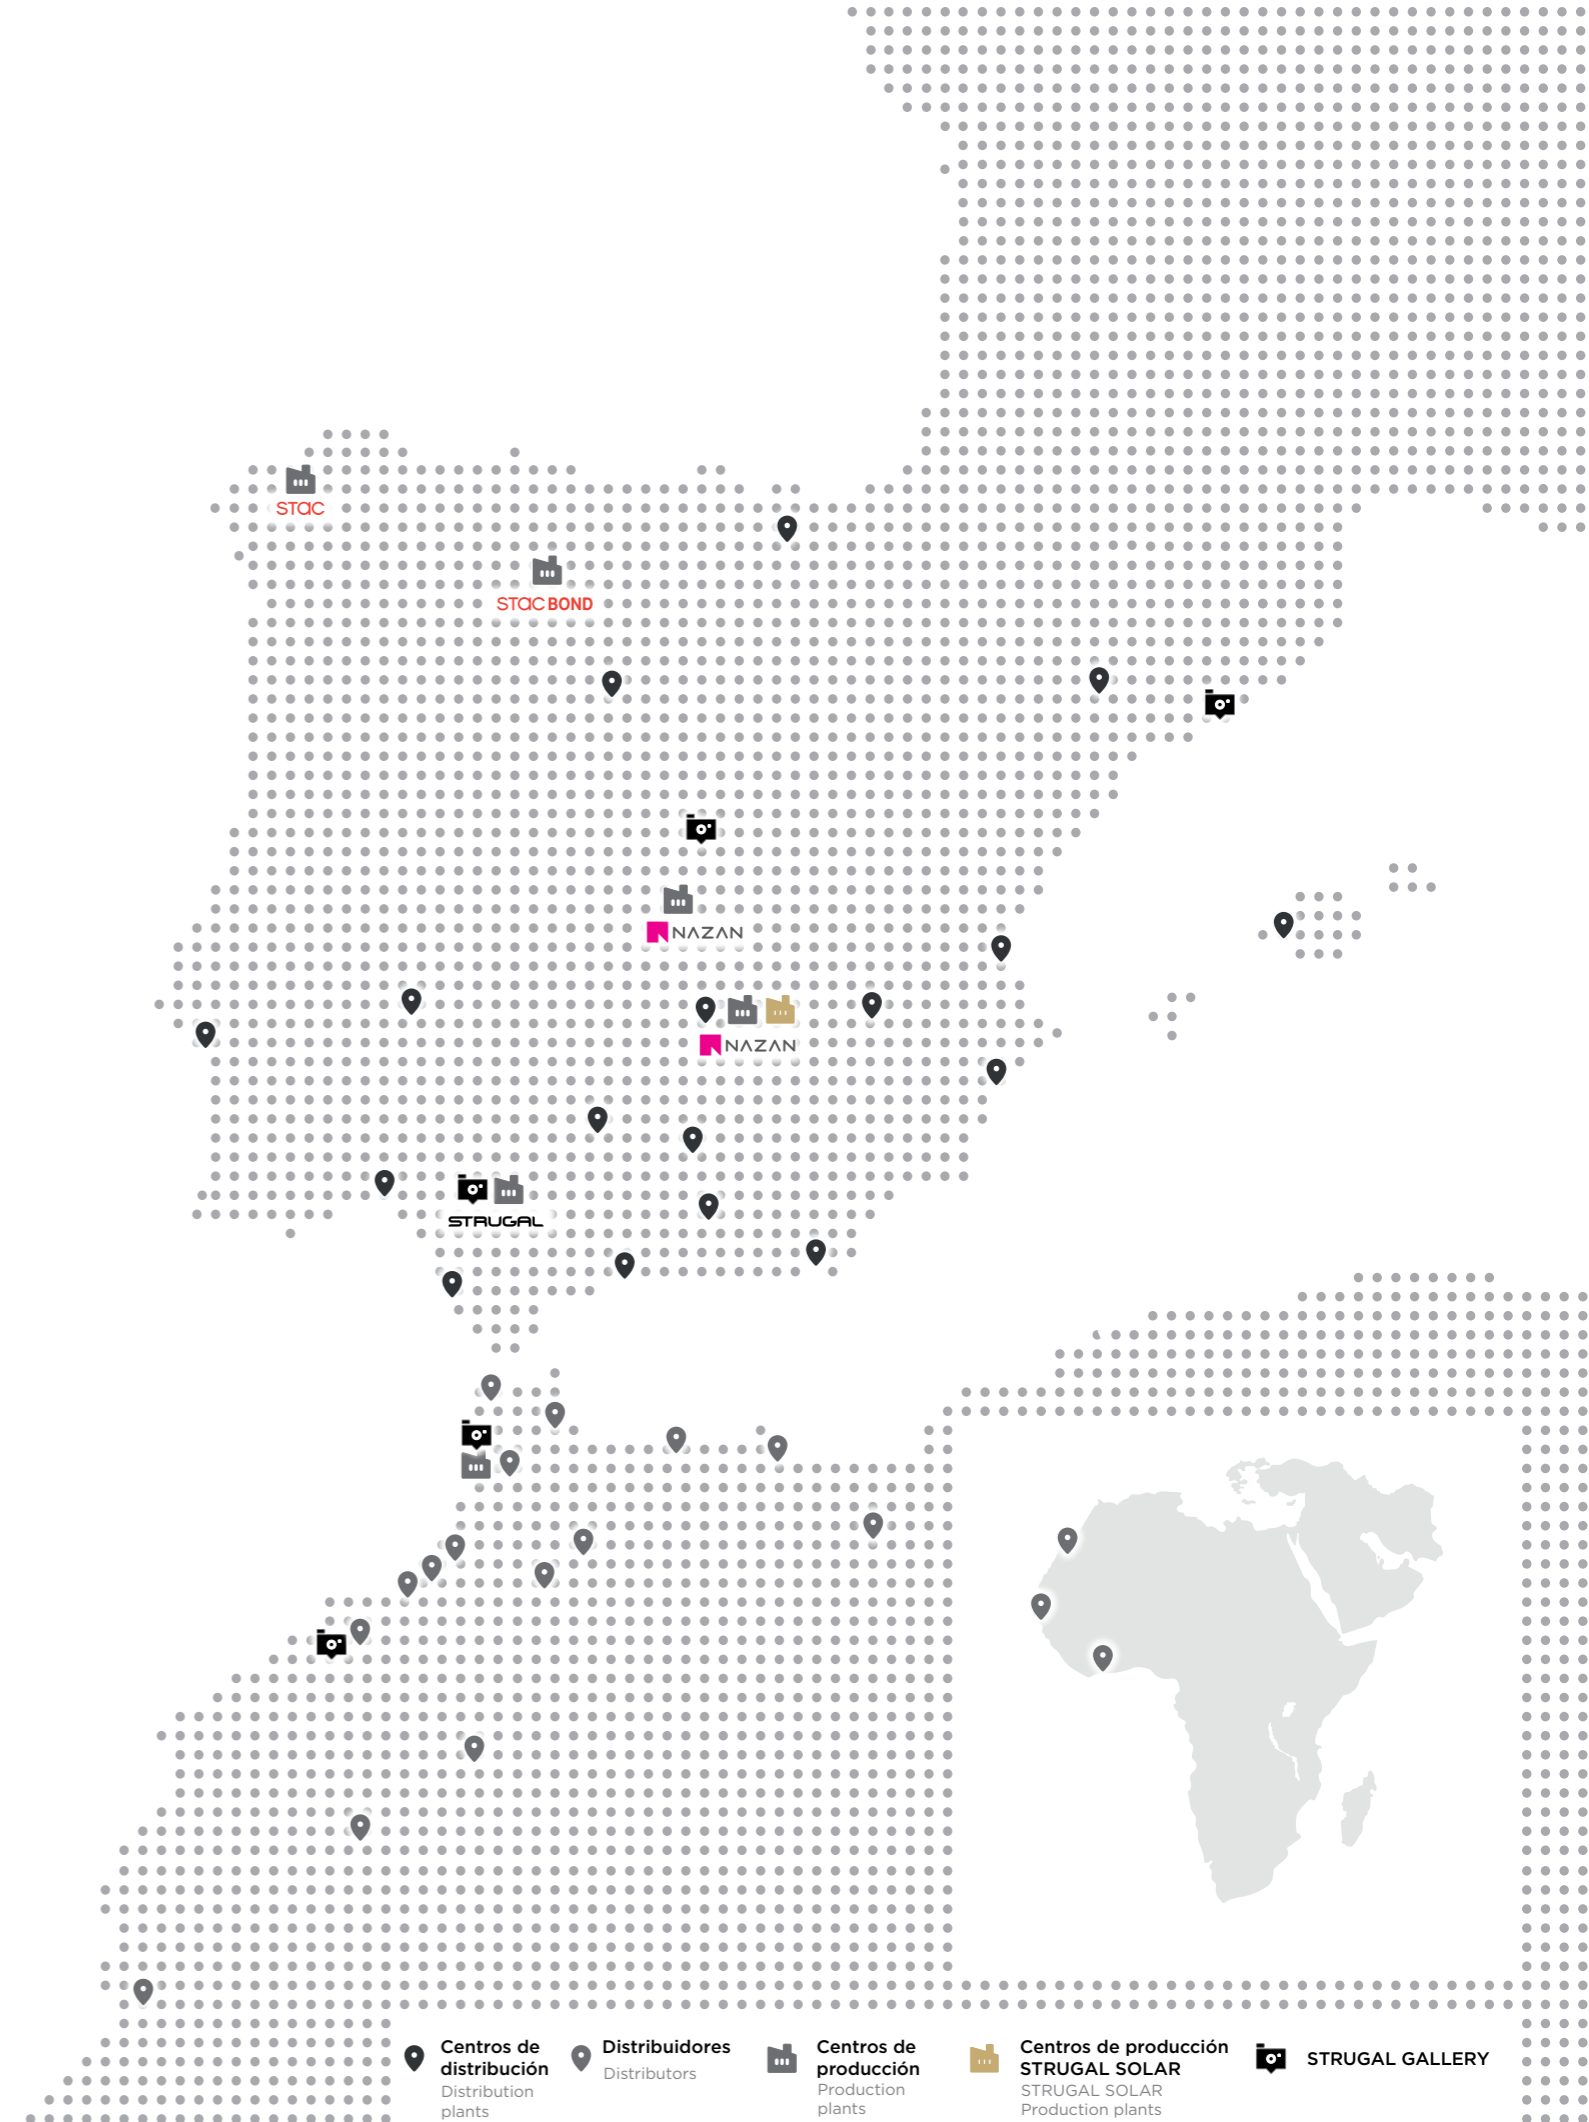 STAC
STAC BOND
NAZAN
NAZAN
STRUGAL
Centros de
distribución
Distribution
plants
Distribuidores
Distributors
Centros de
producción
Production
plants
Centros de producción
STRUGAL SOLAR
STRUGAL SOLAR
Production plants
STRUGAL GALLERY